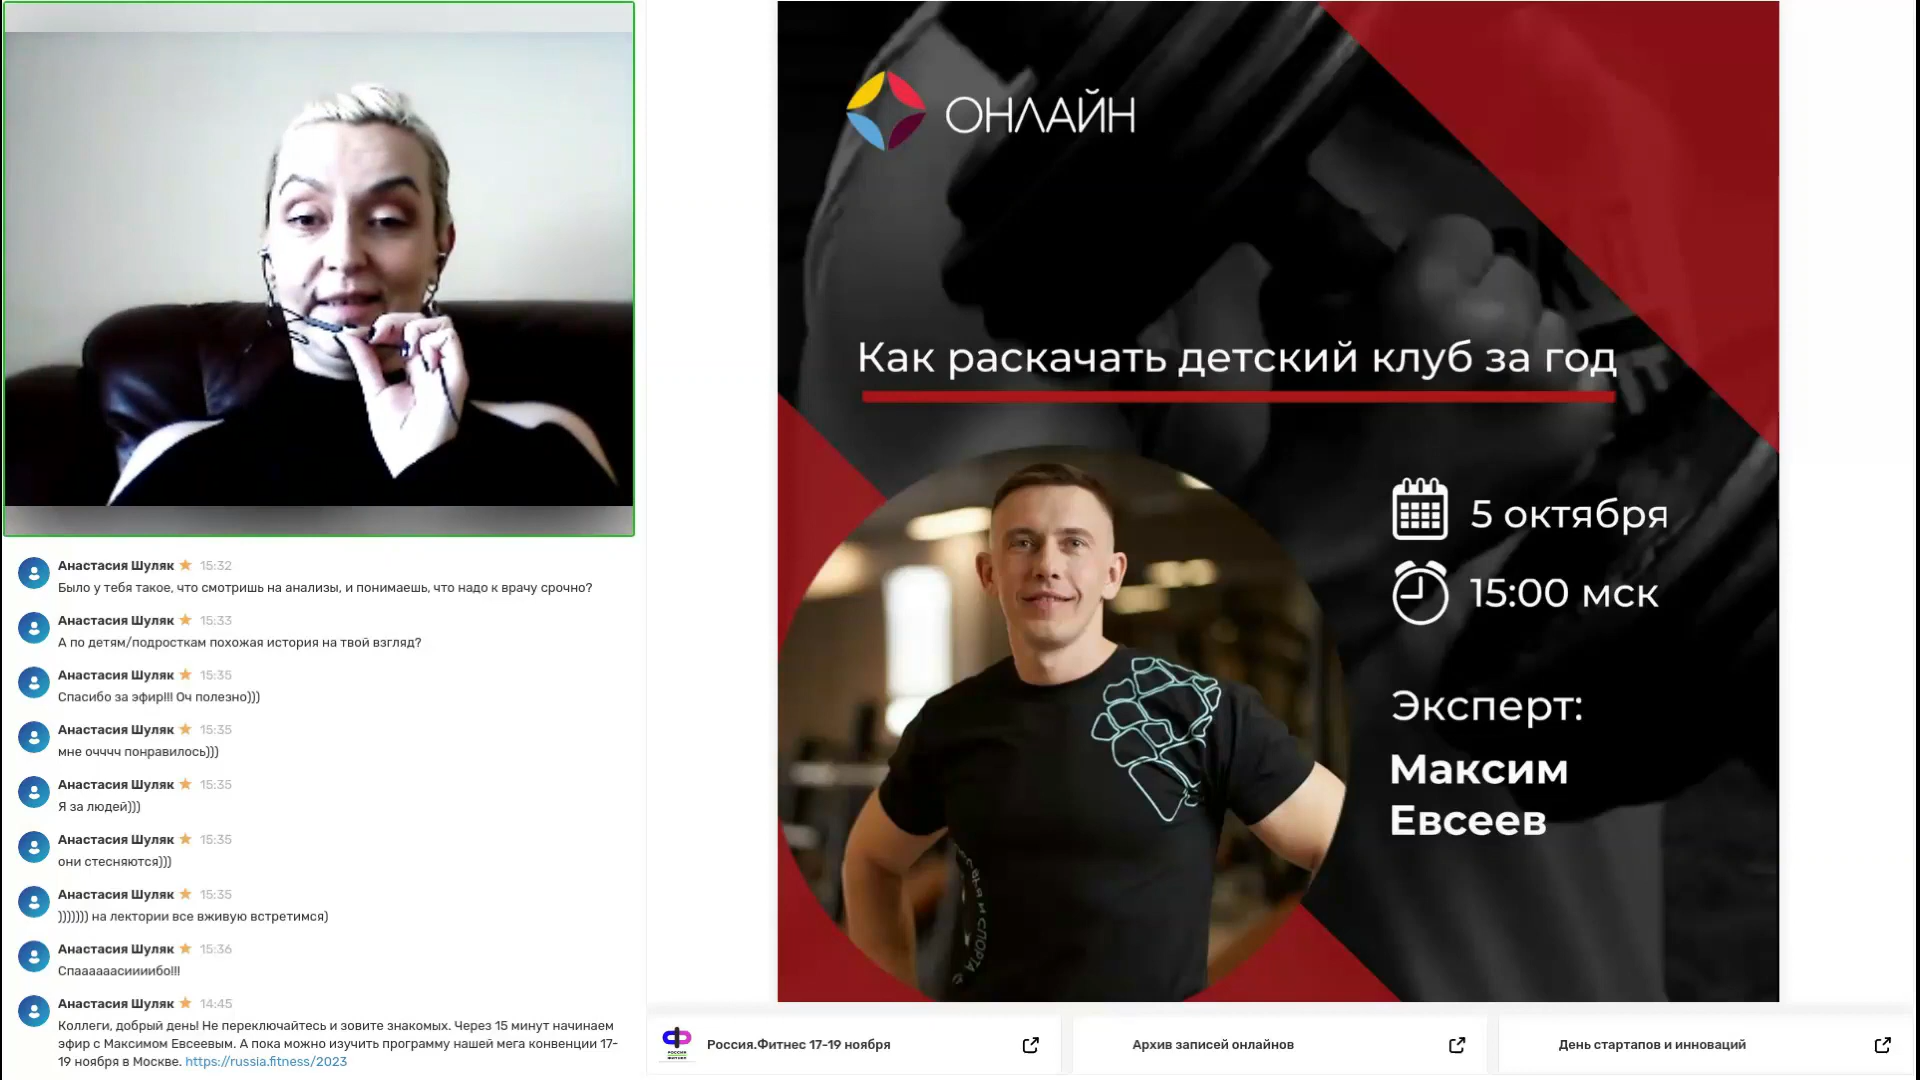 Анастасия Шуляк 15:32
Было у тебя такое, что смотришь на анализы, и понимаешь, что надо к врачу срочно?
Анастасия Шуляк 15:33
А по детям/подросткам похожая история на твой взгляд?
Анастасия Шуляк 15:35
Спасибо за эфир!!! Оч полезно)))
Анастасия Шуляк 15:35
мне оччч понравилось)))
Анастасия Шуляк 15:35
Я за людей)))
Анастасия Шуляк 15:35
они стесняются)))
Анастасия Шуляк 15:35
))))))) на лектории все вживую встретимся)
Анастасия Шуляк 15:36
Спааааааасиииибо!!!
Анастасия Шуляк 14:45
Коллеги, добрый день! Не переключайтесь и зовите знакомых. Через 15 минут начинаем
эфир с Максимом Евсеевым. А пока можно изучить программу нашей мега конвенции 17-
19 ноября в Москве. https://russia.fitness/2023
ОНЛАЙН
Как раскачать детский клуб за год
5 октября
15:00 мск
Эксперт:
Максим
Евсеев
РОССИЯ
ФИТНЕС
Россия.Фитнес 17-19 ноября
Архив записей онлайнов
День стартапов и инноваций